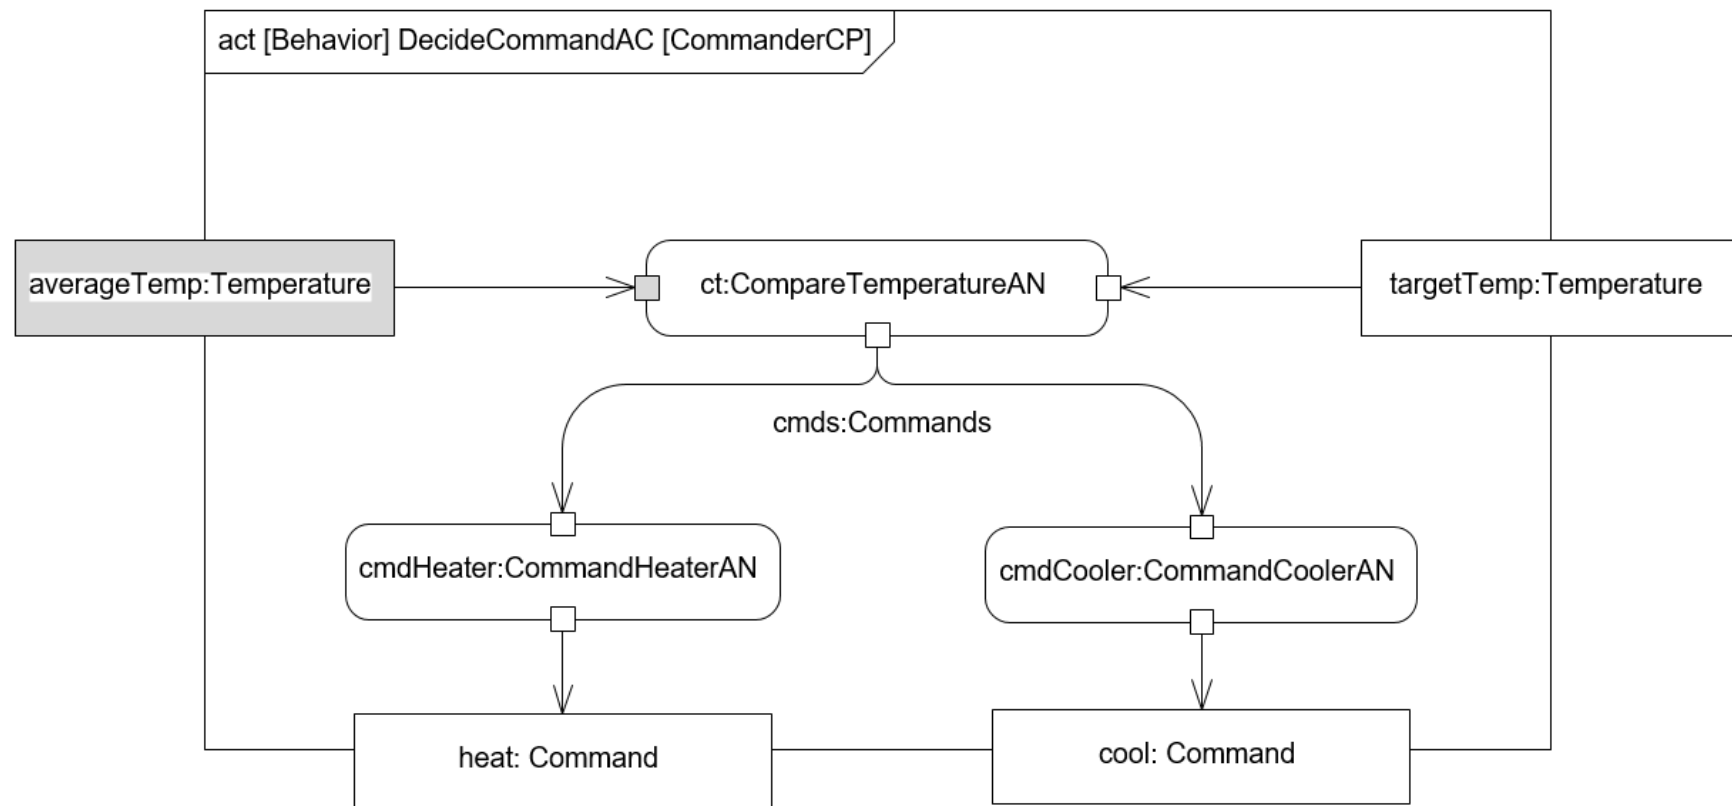 act [Behavior] DecideCommandAC [CommanderCP]
averageTemp:Temperature
ct:CompareTemperatureAN
targetTemp:Temperature
cmds:Commands
cmdHeater:CommandHeaterAN
cmdCooler:CommandCoolerAN
heat: Command
cool: Command